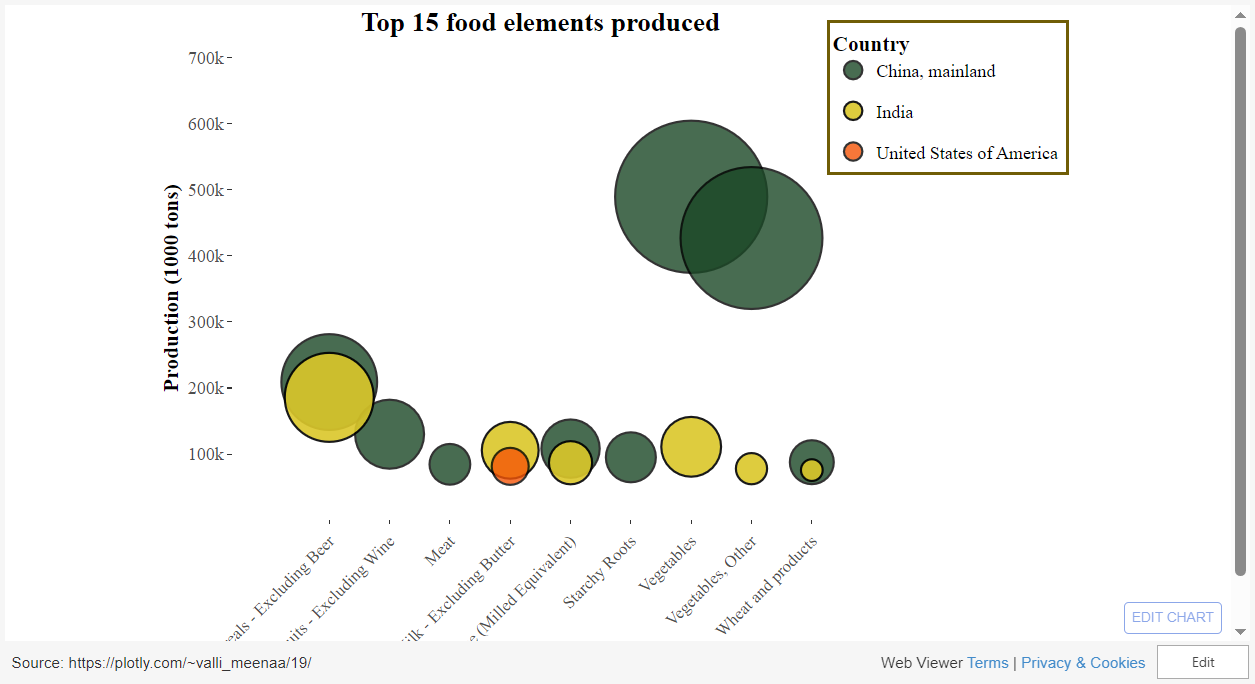 Top 15 food elements produced
Country
China, mainland
India
United States of America
Production (1000 tons)
700k
600k
500k
400k
300k
200k
100k
eals - Excluding Beer
uits - Excluding Wine
Meat
ilk - Excluding Butter
e (Milled Equivalent)
Starchy Roots
Vegetables
Vegetables, Other
Wheat and products
EDIT CHART
Source: https://plotly.com/~valli_meenaa/19/
Web Viewer Terms | Privacy & Cookies
Edit